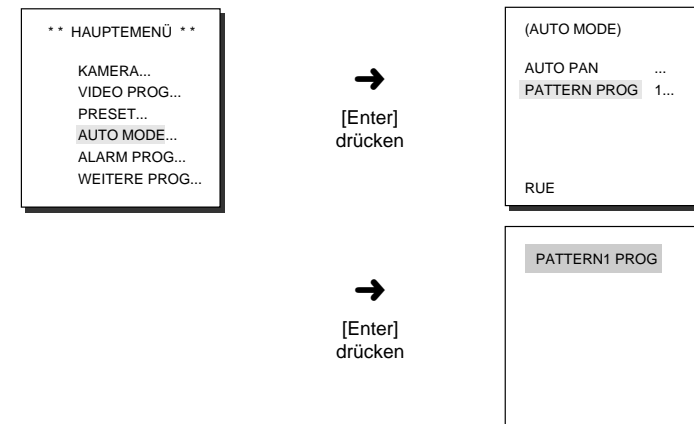 * * HAUPTEMENÜ * *
KAMERA...
VIDEO PROG...
PRESET...
AUTO MODE...
ALARM PROG...
WEITERE PROG...
[Enter]
drücken
(AUTO MODE)
AUTO PAN ...
PATTERN PROG 1...
RUE
[Enter]
drücken
PATTERN1 PROG